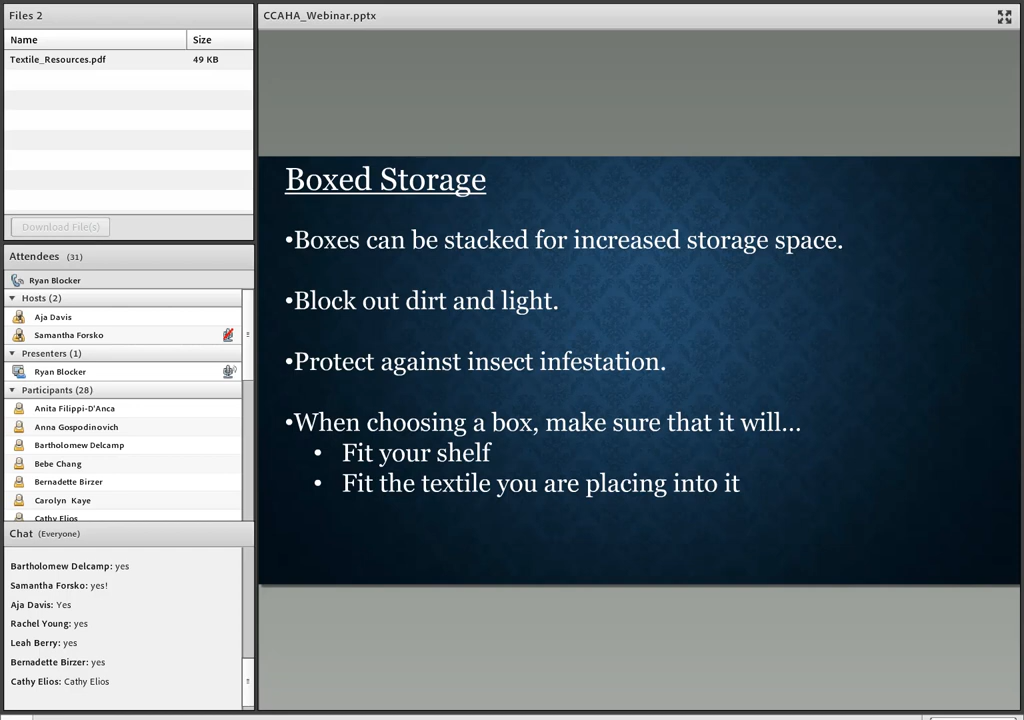 Files 2
Name Size
Textile_Resources.pdf 49 KB
Download File(s)
Attendees (31)
Ryan Blocker
Hosts (2)
Aja Davis
Samantha Forsko
Presenters (1)
Ryan Blocker
Participants (28)
Anita Filippi-D'Anca
Anna Gospodinovich
Bartholomew Delcamp
Bebe Chang
Bernadette Birzer
Carolyn Kaye
Cathy Elios
Chat (Everyone)
Bartholomew Delcamp: yes
Samantha Forsko: yes!
Aja Davis: Yes
Rachel Young: yes
Leah Berry: yes
Bernadette Birzer: yes
Cathy Elios: Cathy Elios
CCAHA_Webinar.pptx
Boxed Storage
•Boxes can be stacked for increased storage space.
•Block out dirt and light.
•Protect against insect infestation.
•When choosing a box, make sure that it will...
• Fit your shelf
• Fit the textile you are placing into it